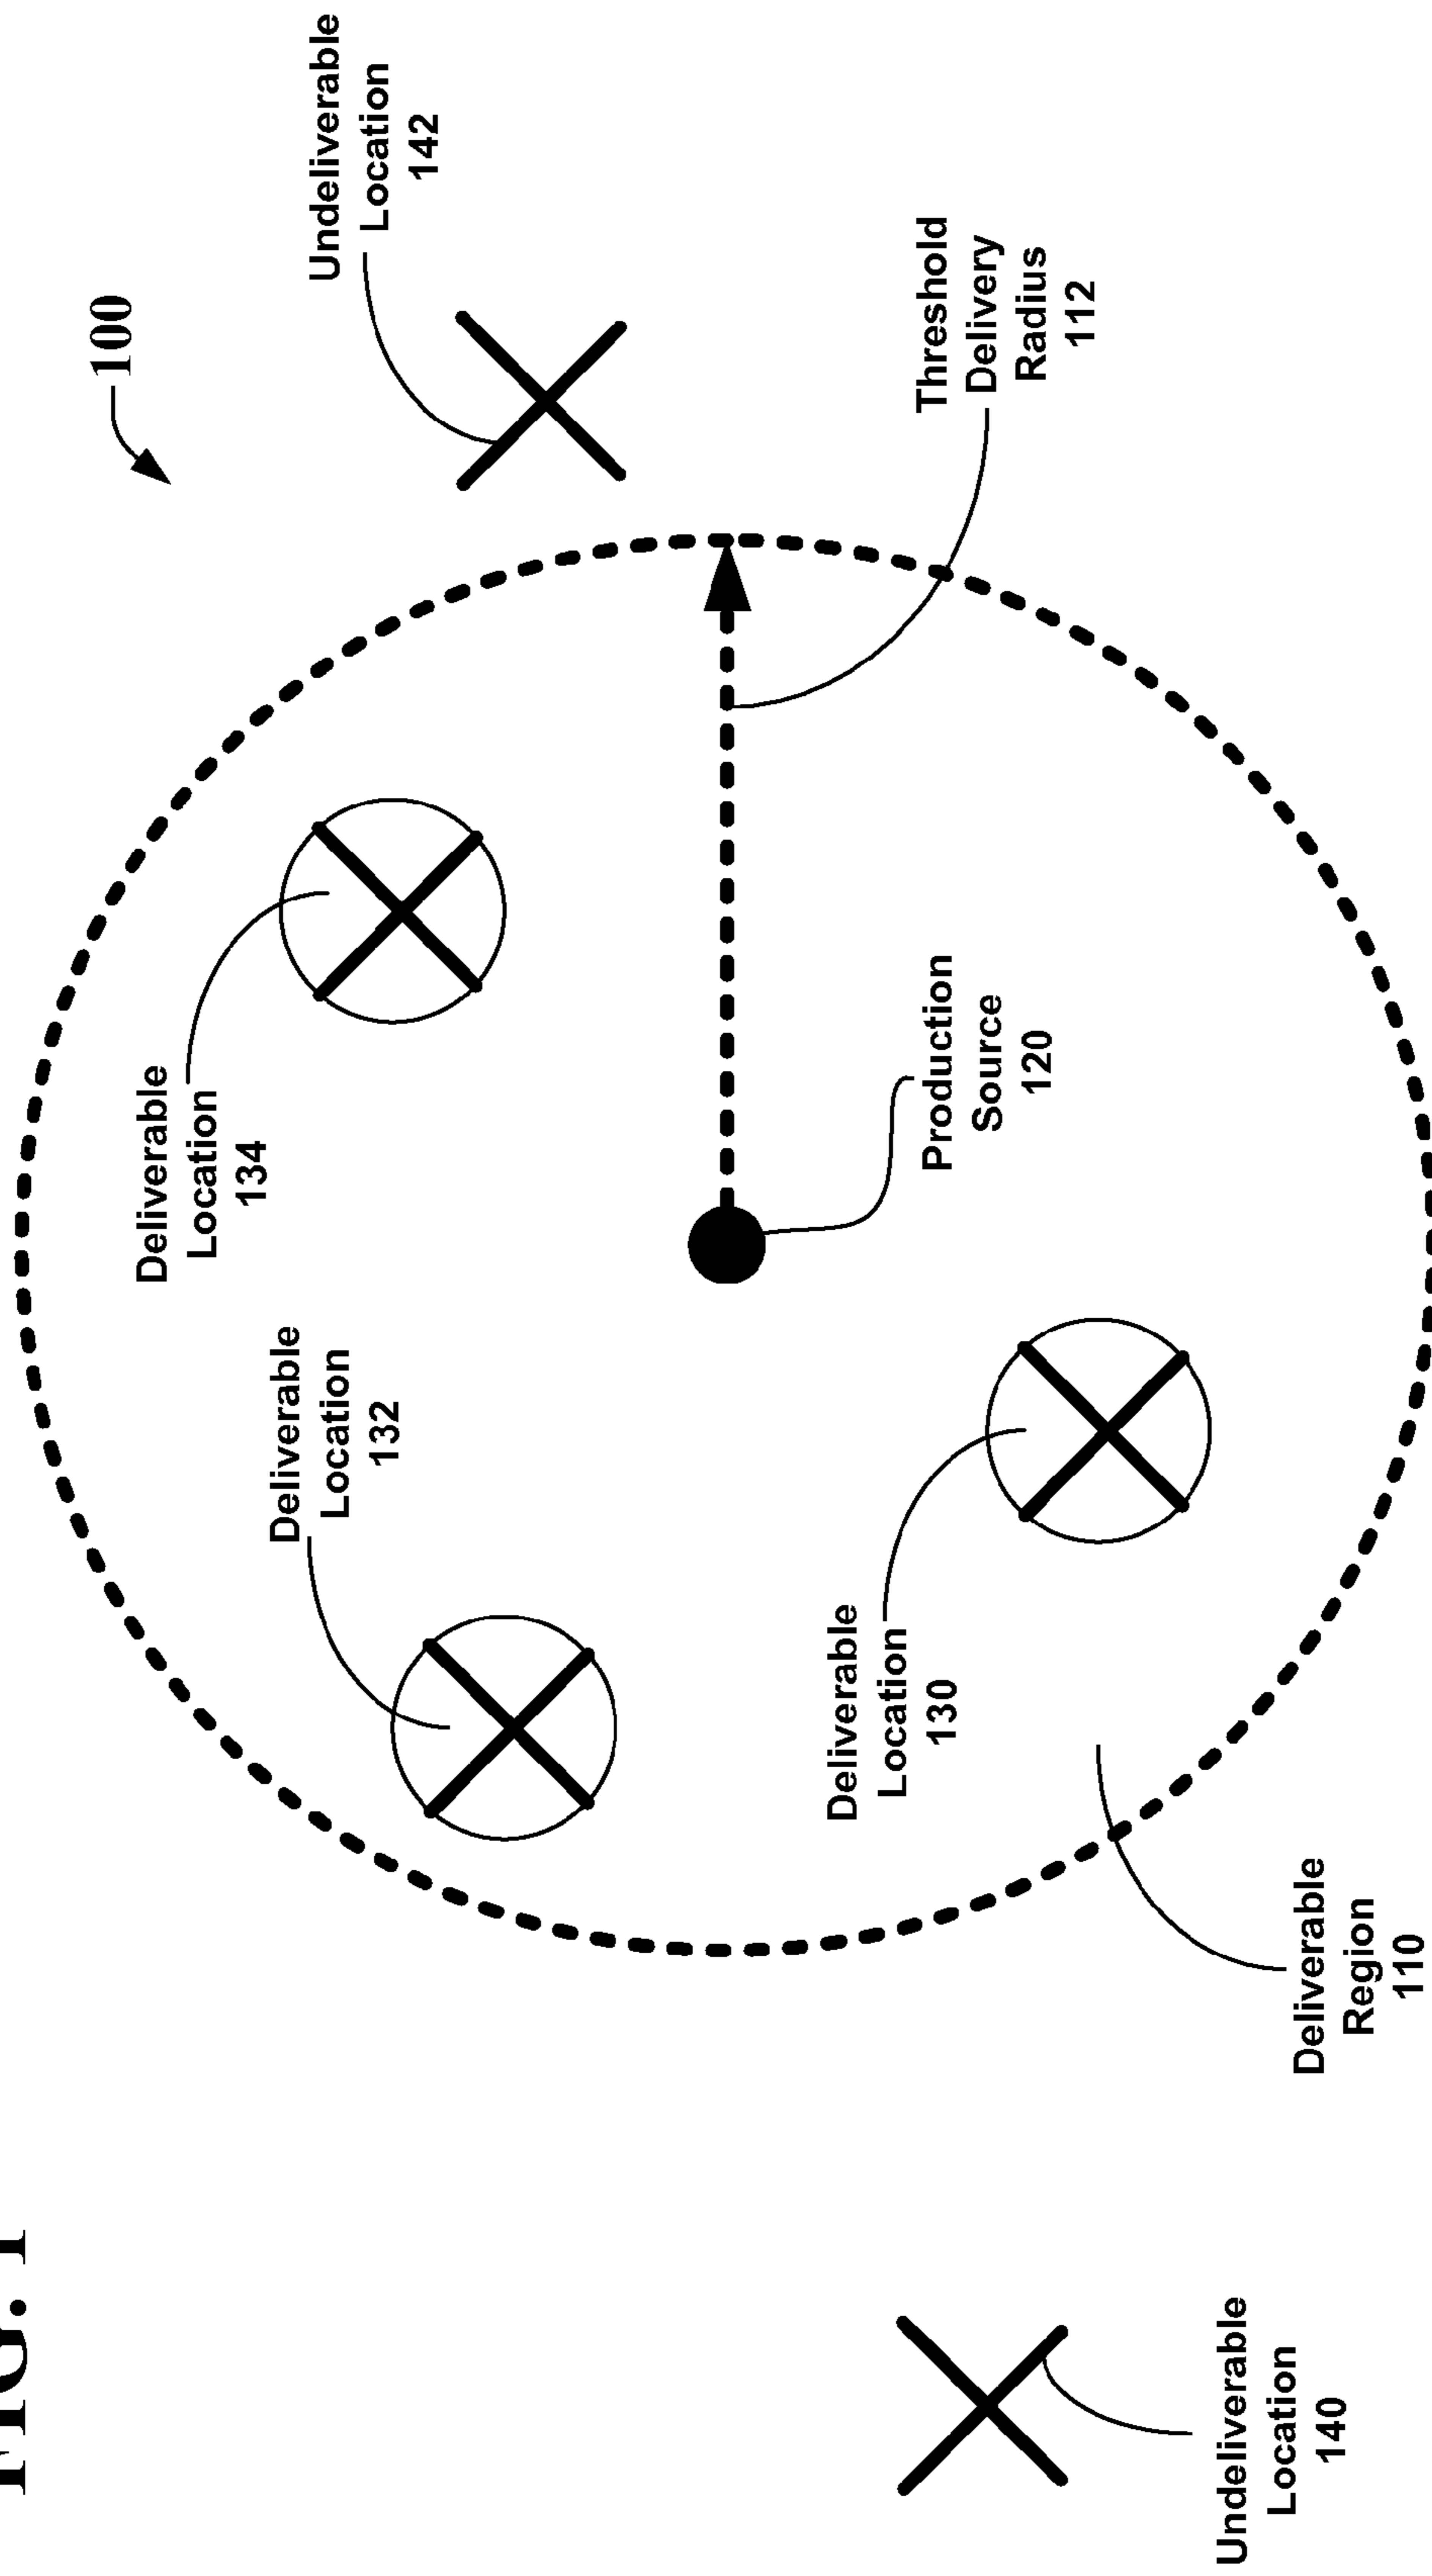 FIG. 1
100
Undeliverable
Location
142
Deliverable
Location
134
Deliverable
Location
132
Threshold
Delivery
Radius
112
Production
Source
120
Deliverable
Location
130
Deliverable
Region
110
Undeliverable
Location
140